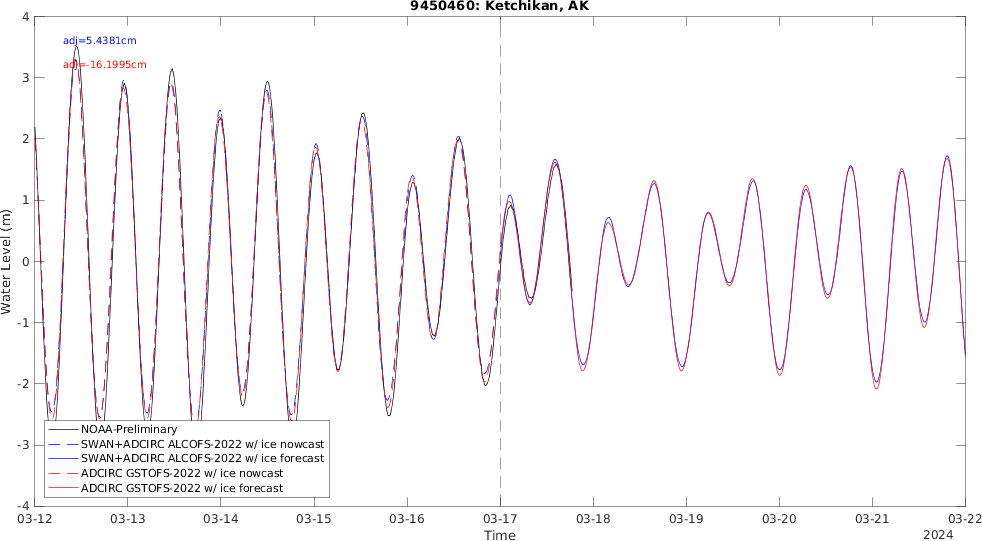 9450460: Ketchikan, AK
adj=5.4381cm
adj=-16.1995cm
Water Level (m)
4
3
2
1
0
-1
-2
-3
-4
NOAA-Preliminary
SWAN+ADCIRC ALCOFS-2022 w/ ice nowcast
SWAN+ADCIRC ALCOFS-2022 w/ ice forecast
ADCIRC GSTOFS-2022 w/ ice nowcast
ADCIRC GSTOFS-2022 w/ ice forecast
03-12 03-13 03-14 03-15 03-16 03-17 03-18 03-19 03-20 03-21 03-22
Time
2024